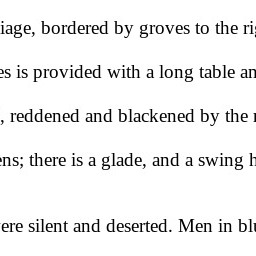 iage, bordered by groves to the ri
es is provided with a long table an
, reddened and blackened by the
ens; there is a glade, and a swing h
ere silent and deserted. Men in blu